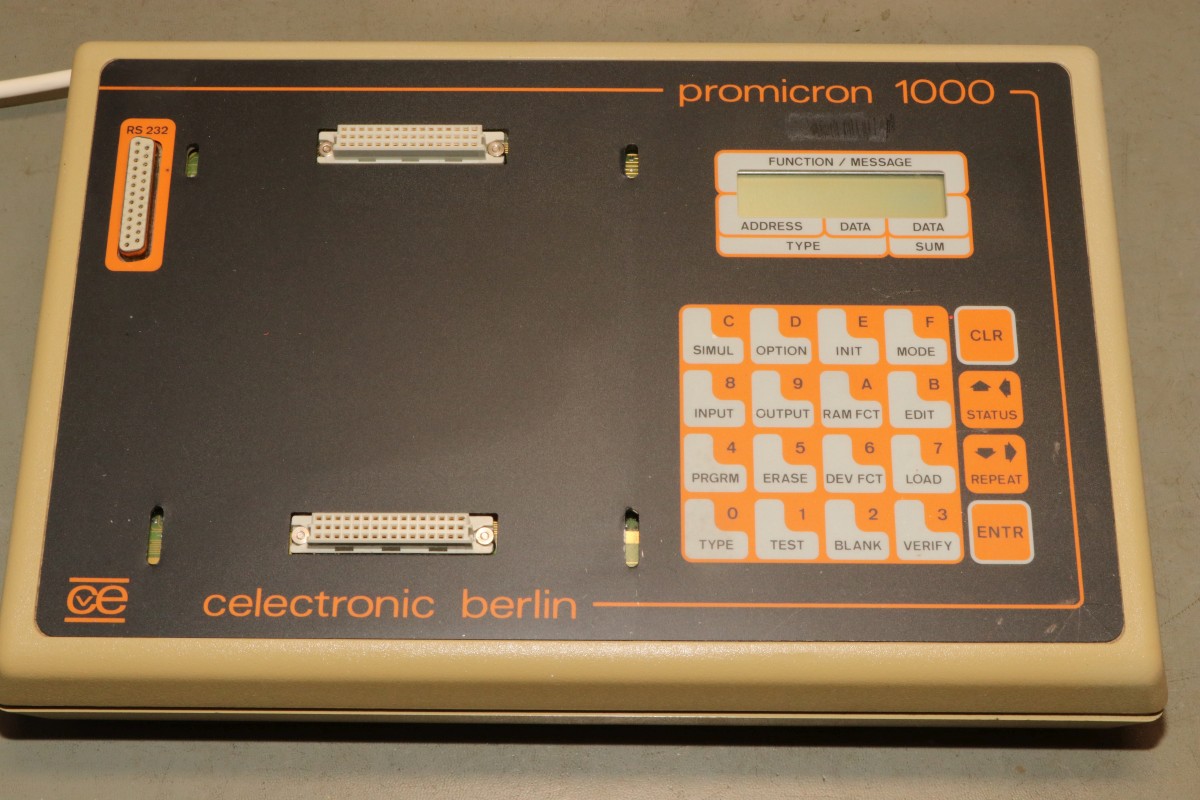 promicron 1000
RS 232
FUNCTION / MESSAGE
ADDRESS DATA DATA
TYPE SUM
C D E F
SIMUL OPTION INIT MODE CLR
8 9 A B
INPUT OUTPUT RAM FCT EDIT STATUS
4 5 6 7
PRGRM ERASE DEV FCT LOAD REPEAT
0 1 2 3
TYPE TEST BLANK VERIFY ENTR
ce
celectronic berlin